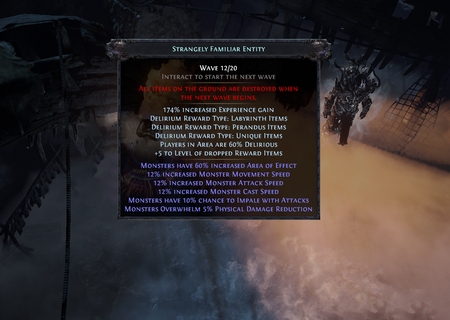 Strangely Familiar Entity
Wave 12/20
Interact to start the next wave
All items on the ground are destroyed when
the next wave begins.
174% increased Experience gain
Delirium Reward Type: Labyrinth Items
Delirium Reward Type: Perandus Items
Delirium Reward Type: Unique Items
Players in Area are 60% Delirious
+5 to Level of dropped Reward Items
Monsters have 60% increased Area of Effect
12% increased Monster Movement Speed
12% increased Monster Attack Speed
12% increased Monster Cast Speed
Monsters have 10% chance to Impale with Attacks
Monsters Overwhelm 5% Physical Damage Reduction